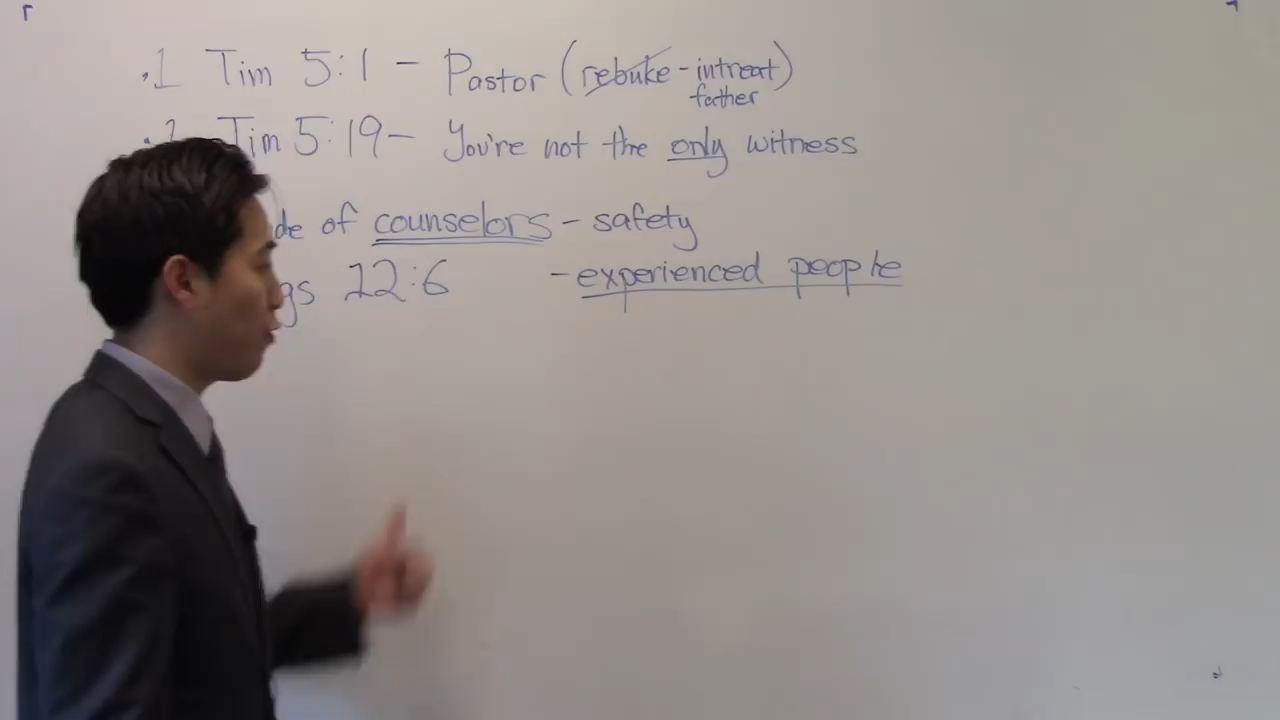 .1 Tim 5:1 - Pastor (rebuke - intreat)
father
Tim 5:19 - You're not the only witness
de of counselors - safety
gs 22:6 - experienced people